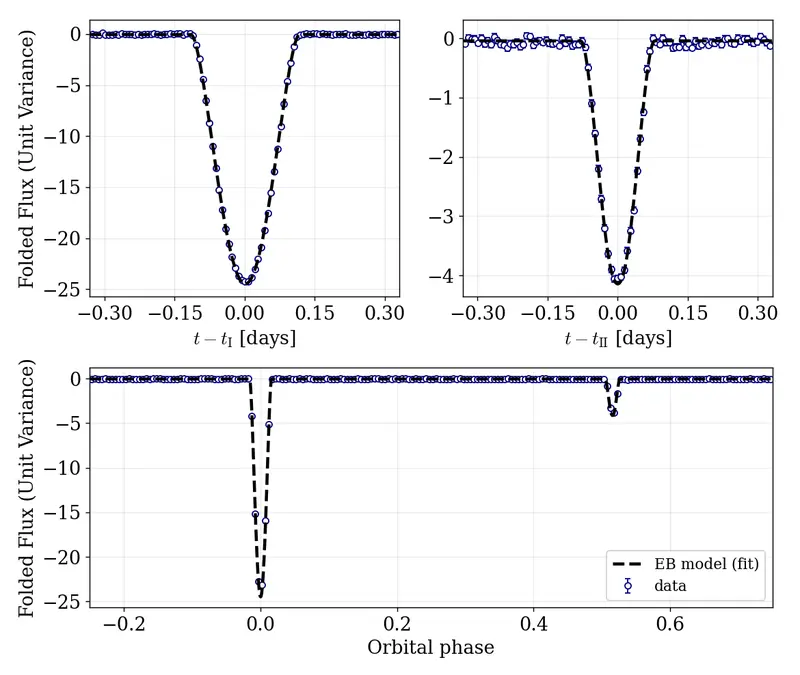 Folded Flux (Unit Variance)
0
−5
−10
−15
−20
−25
−0.30 −0.15 0.00 0.15 0.30
t − tI [days]
0
−1
−2
−3
−4
−0.30 −0.15 0.00 0.15 0.30
t − tII [days]
Folded Flux (Unit Variance)
0
−5
−10
−15
−20
−25
−0.2 0.0 0.2 0.4 0.6
Orbital phase
EB model (fit)
data